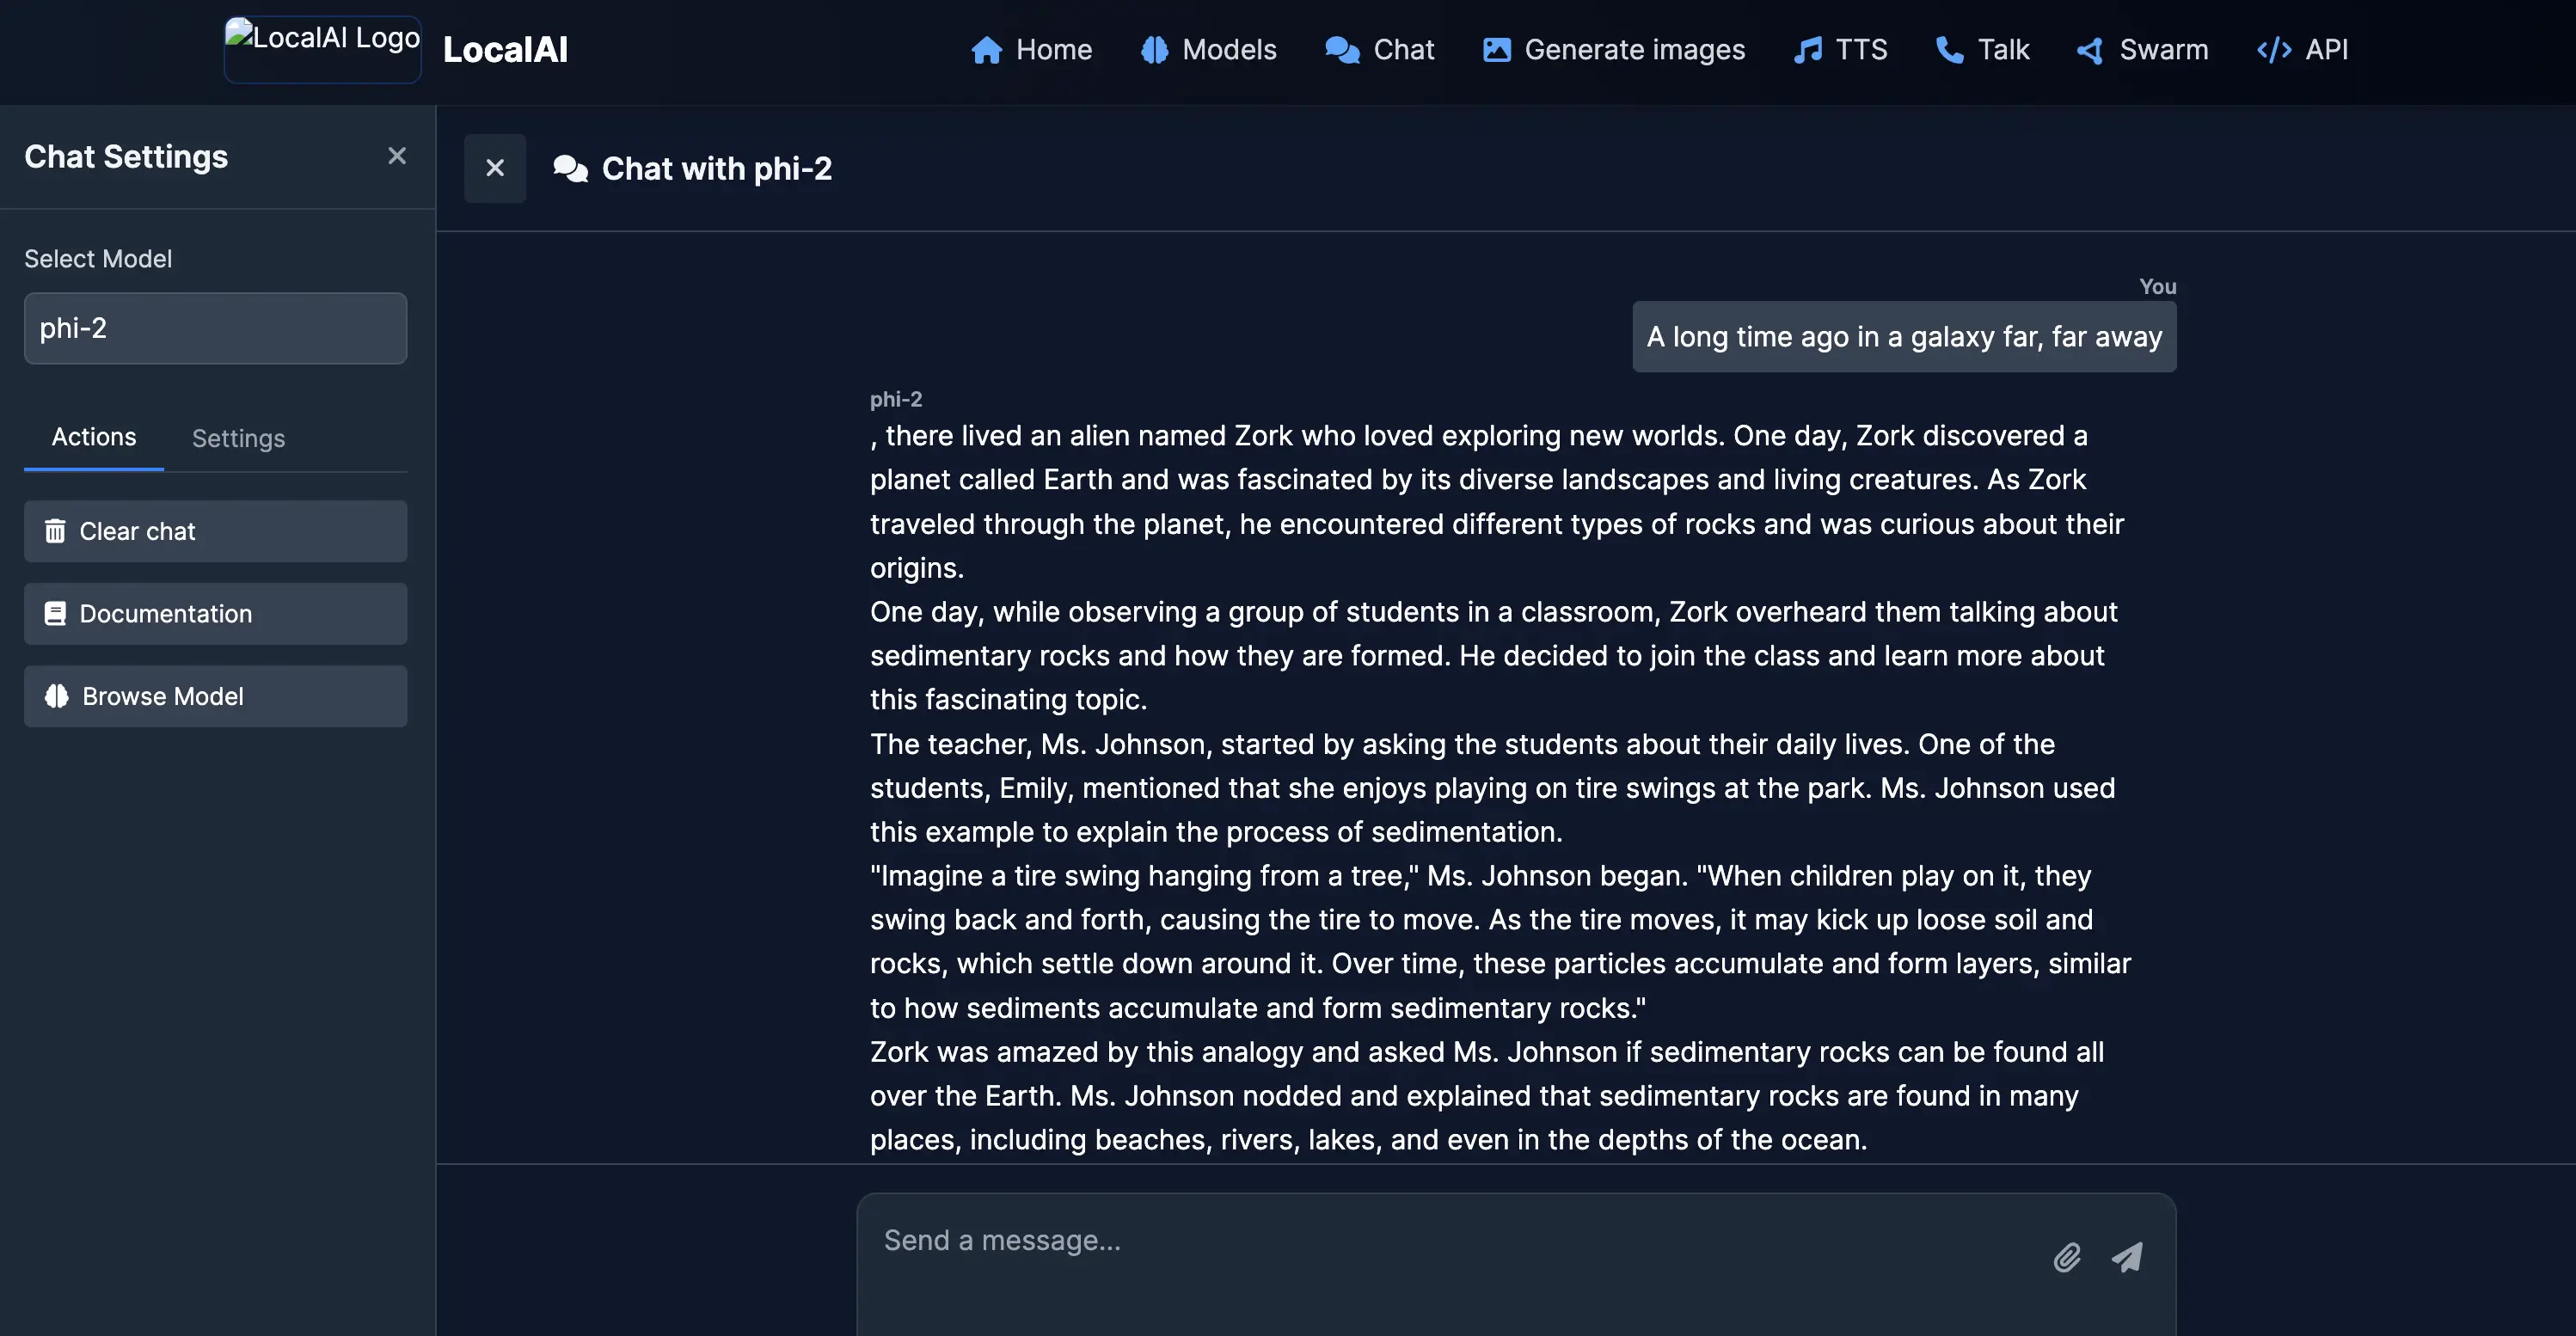 LocalAI Logo
LocalAI
Home
Models
Chat
Generate images
TTS
Talk
Swarm
API
Chat Settings
Select Model
phi-2
Actions
Settings
Clear chat
Documentation
Browse Model
Chat with phi-2
You
A long time ago in a galaxy far, far away
phi-2
, there lived an alien named Zork who loved exploring new worlds. One day, Zork discovered a
planet called Earth and was fascinated by its diverse landscapes and living creatures. As Zork
traveled through the planet, he encountered different types of rocks and was curious about their
origins.
One day, while observing a group of students in a classroom, Zork overheard them talking about
sedimentary rocks and how they are formed. He decided to join the class and learn more about
this fascinating topic.
The teacher, Ms. Johnson, started by asking the students about their daily lives. One of the
students, Emily, mentioned that she enjoys playing on tire swings at the park. Ms. Johnson used
this example to explain the process of sedimentation.
"Imagine a tire swing hanging from a tree," Ms. Johnson began. "When children play on it, they
swing back and forth, causing the tire to move. As the tire moves, it may kick up loose soil and
rocks, which settle down around it. Over time, these particles accumulate and form layers, similar
to how sediments accumulate and form sedimentary rocks."
Zork was amazed by this analogy and asked Ms. Johnson if sedimentary rocks can be found all
over the Earth. Ms. Johnson nodded and explained that sedimentary rocks are found in many
places, including beaches, rivers, lakes, and even in the depths of the ocean.
Send a message...